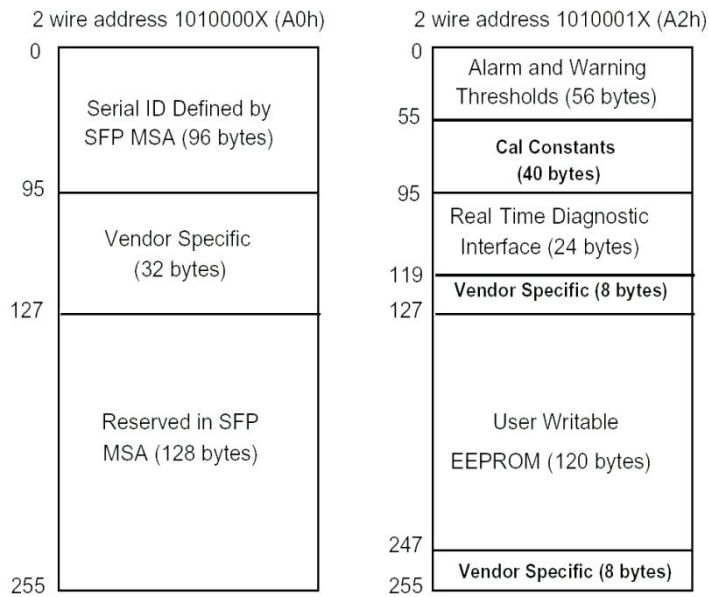 2 wire address 1010000X (A0h)
0
Serial ID Defined by
SFP MSA (96 bytes)
95
Vendor Specific
(32 bytes)
127
Reserved in SFP
MSA (128 bytes)
255
2 wire address 1010001X (A2h)
0
Alarm and Warning
Thresholds (56 bytes)
55
Cal Constants
(40 bytes)
95
Real Time Diagnostic
Interface (24 bytes)
119
Vendor Specific (8 bytes)
127
User Writable
EEPROM (120 bytes)
247
Vendor Specific (8 bytes)
255